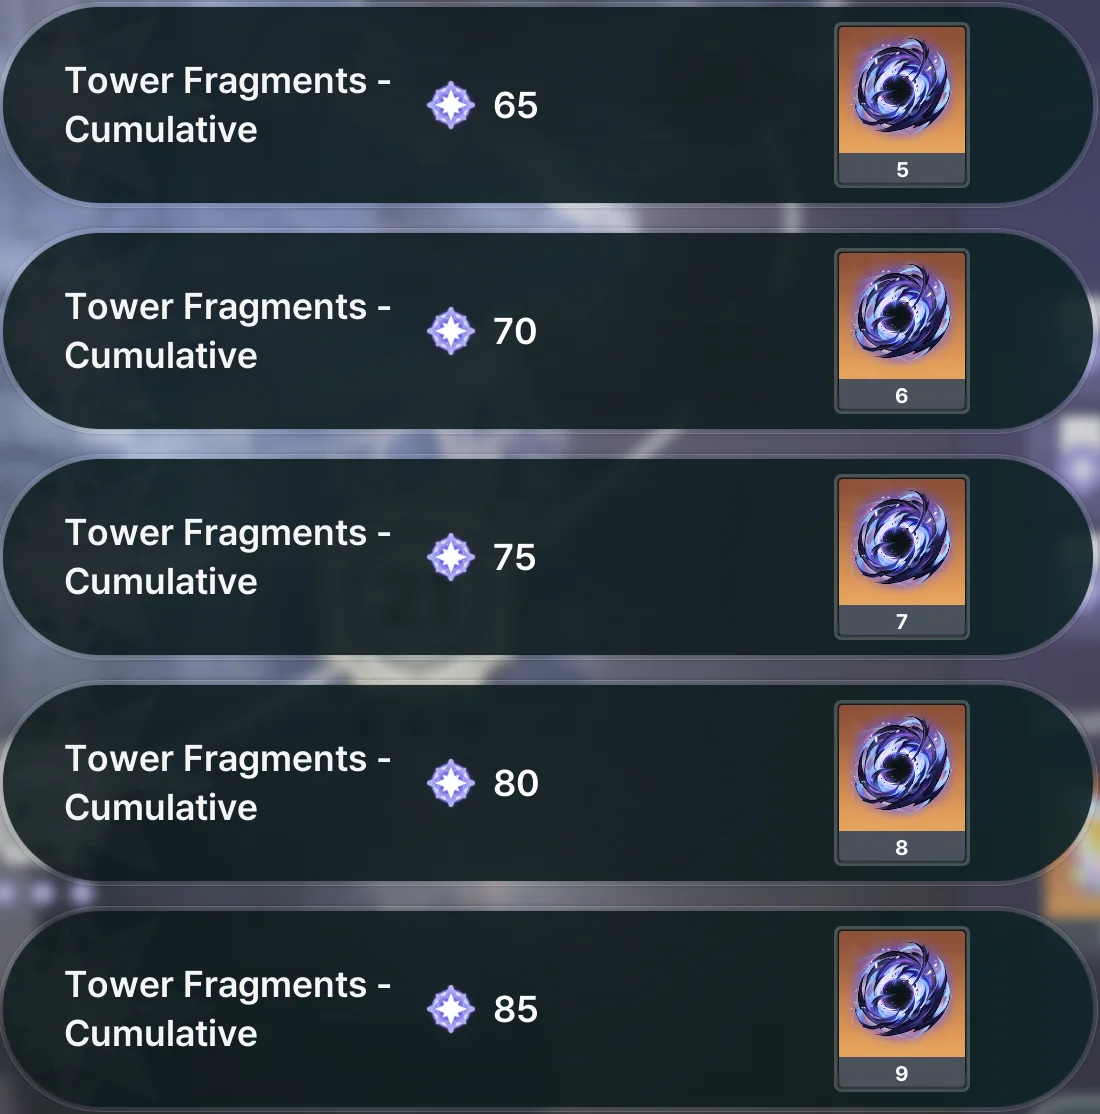 Tower Fragments -
Cumulative
65
5
Tower Fragments -
Cumulative
70
6
Tower Fragments -
Cumulative
75
7
Tower Fragments -
Cumulative
80
8
Tower Fragments -
Cumulative
85
9